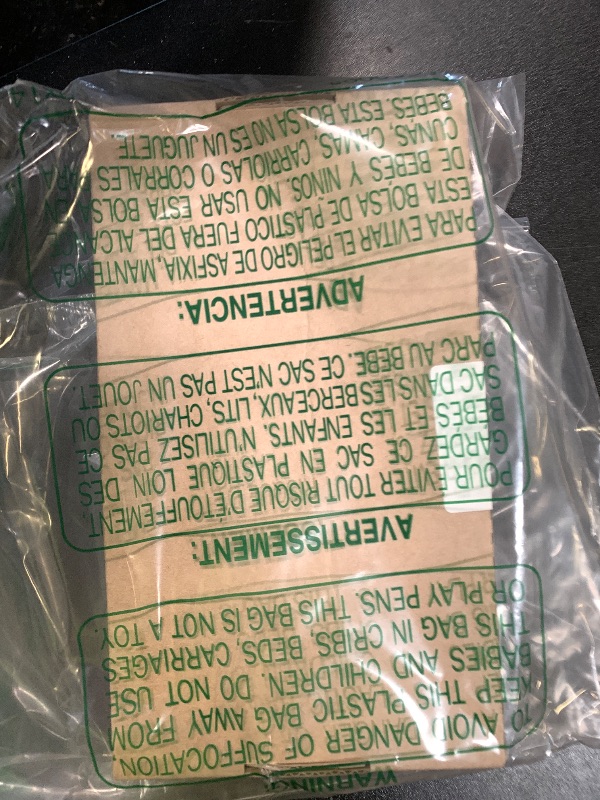 WARNING:
TO AVOID DANGER OF SUFFOCATION
KEEP THIS PLASTIC BAG AWAY FROM
BABIES AND CHILDREN. DO NOT USE
THIS BAG IN CRIBS, BEDS, CARRIAGES
OR PLAY PENS. THIS BAG IS NOT A TOY.
AVERTISSEMENT:
POUR EVITER TOUT RISQUE D'ÉTOUFFEMENT
GARDEZ CE SAC EN PLASTIQUE LOIN DES
BEBES ET LES ENFANTS. N'UTILISEZ PAS CE
SAC DANS LES BERCEAUX, LITS, CHARIOTS OU
PARC AU BEBE. CE SAC N'EST PAS UN JOUET.
ADVERTENCIA:
PARA EVITAR EL PELIGRO DE ASFIXIA, MANTENGA
ESTA BOLSA DE PLASTICO FUERA DEL ALCANCE
DE BEBES Y NINOS. NO USAR ESTA BOLSA EN
CUNAS, CAMAS, CARRIOLAS O CORRALES PARA
BEBÉS. ESTA BOLSA NO ES UN JUGUETE.